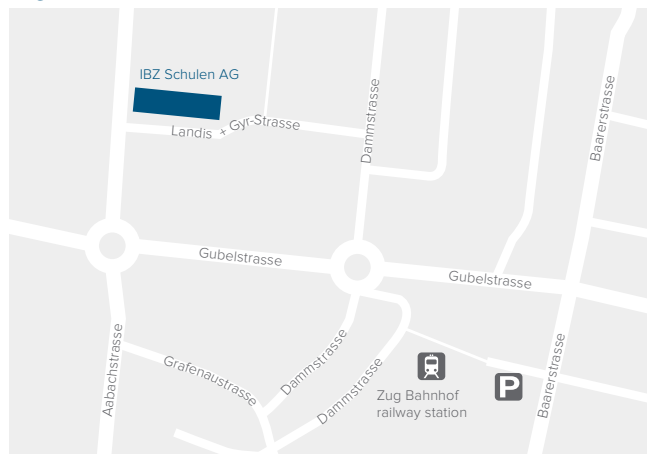 IBZ Schulen AG
Landis + Gyr-Strasse
Dammstrasse
Baarerstrasse
Gubelstrasse
Gubelstrasse
Aabachstrasse
Grafenaustrasse
Dammstrasse
Dammstrasse
Baarerstrasse
P
Zug Bahnhof
railway station